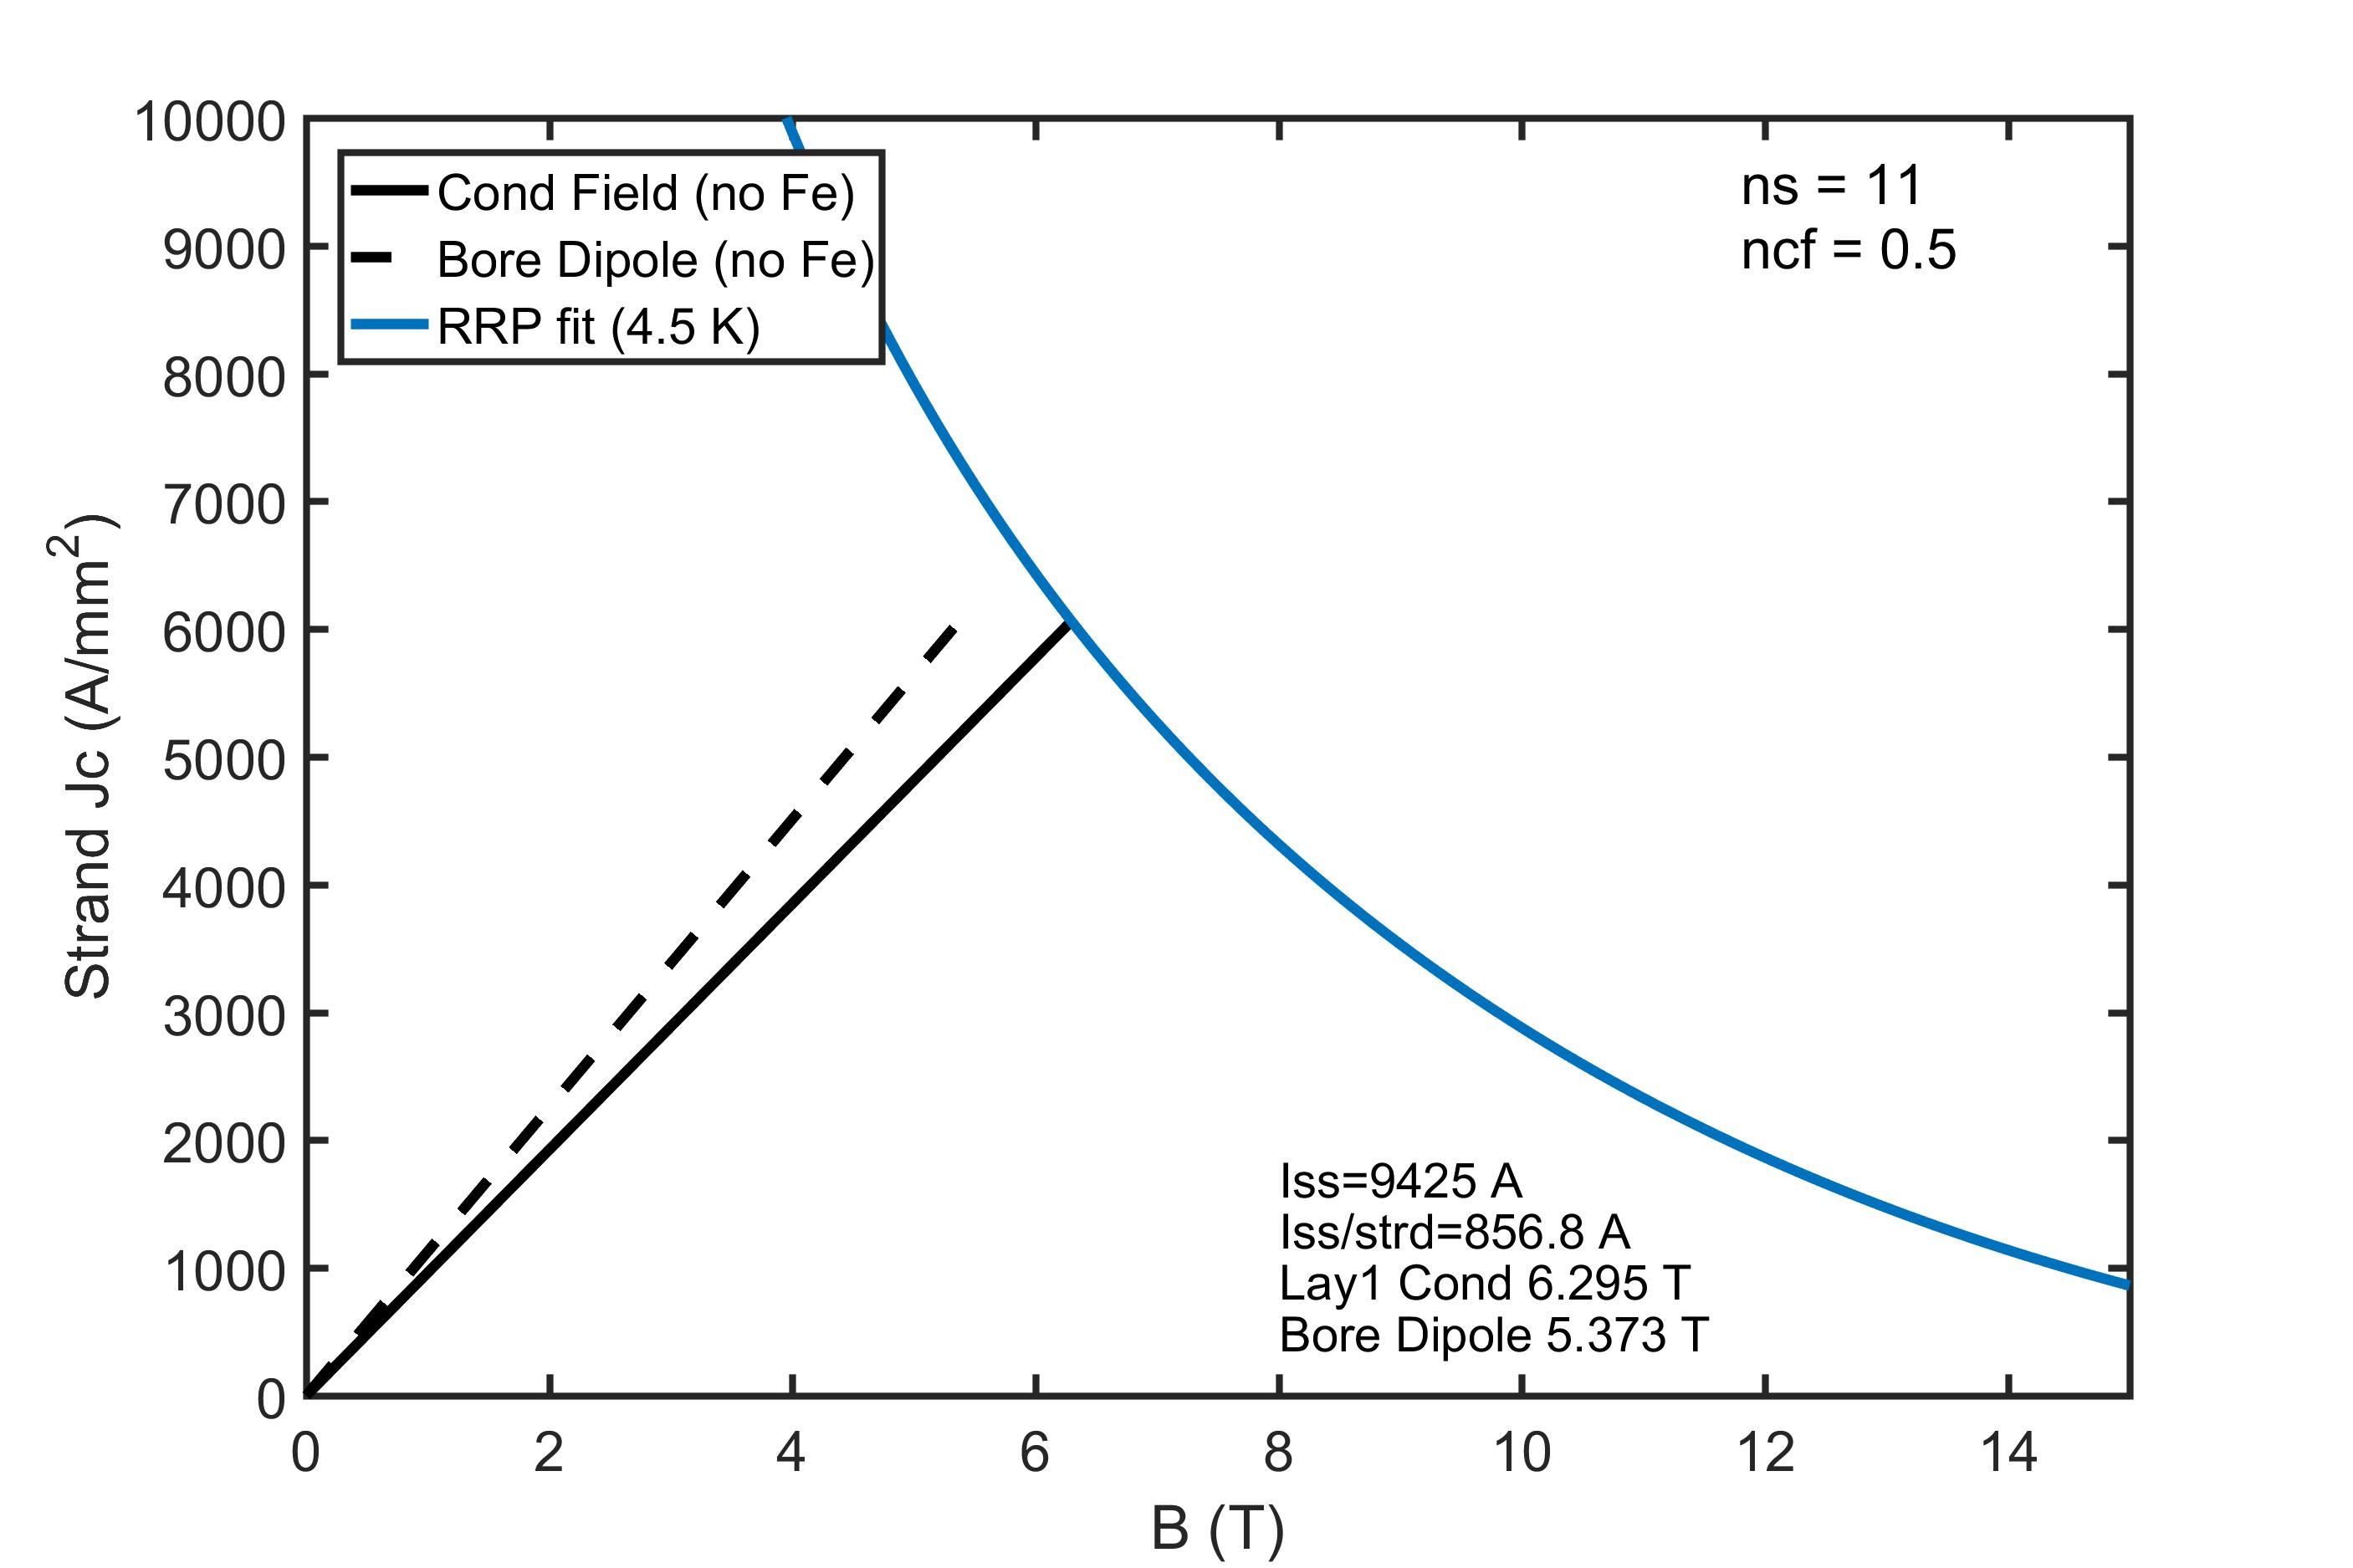 10000
9000
8000
7000
6000
5000
4000
3000
2000
1000
0
Strand Jc (A/mm²)
Cond Field (no Fe)
Bore Dipole (no Fe)
RRP fit (4.5 K)
ns = 11
ncf = 0.5
Iss=9425 A
Iss/strd=856.8 A
Lay1 Cond 6.295 T
Bore Dipole 5.373 T
0 2 4 6 8 10 12 14
B (T)